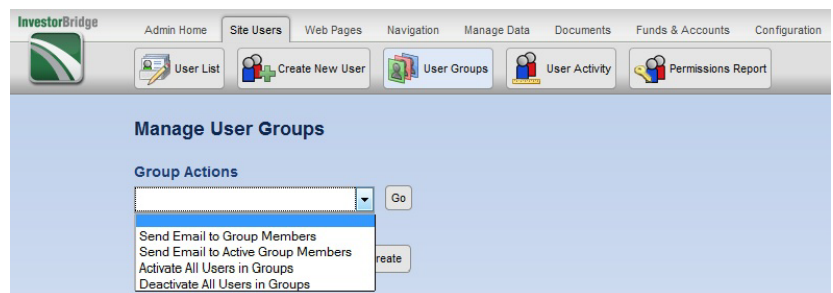 InvestorBridge
Admin Home Site Users Web Pages Navigation Manage Data Documents Funds & Accounts Configuration
User List Create New User User Groups User Activity Permissions Report
Manage User Groups
Group Actions
Go
Send Email to Group Members
Send Email to Active Group Members
Activate All Users in Groups
reate
Deactivate All Users in Groups